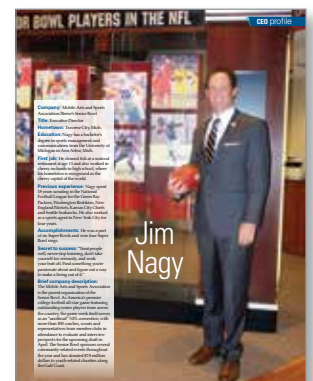 OR BOWL PLAYERS IN THE NFL
CEO profile
Company: Mobile Arts and Sports
Association/Reese's Senior Bowl
Title: Executive Director
Hometown: Traverse City, Mich.
Education: Nagy has a bachelor's
degree in sports management and
communications from the University of
Michigan in Ann Arbor, Mich.
First job: He cleaned fish at a seafood
restaurant at age 13 and also worked in
cherry orchards in high school, where
his hometown is recognized as the
cherry capital of the world.
Previous experience: Nagy spent
18 years scouting in the National
Football League for the Green Bay
Packers, Washington Redskins, New
England Patriots, Kansas City Chiefs
and Seattle Seahawks. He also worked
as a sports agent in New York City for
four years.
Accomplishments: He was a part
of six Super Bowls and won four Super
Bowl rings.
Secret to success: "Treat people
well, never stop learning, don't take
yourself too seriously, and work
your butt off. Find something you're
passionate about and figure out a way
to make a living out of it."
Brief company description:
The Mobile Arts and Sports Association
is the parent organization of the
Senior Bowl. As America's premier
college football all-star game featuring
outstanding senior players from across
the country, the game-week itself serves
as an "unofficial" NFL convention, with
more than 900 coaches, scouts and
representatives from member clubs in
attendance to evaluate and interview
prospects for the upcoming draft in
April. The Senior Bowl sponsors several
community-related events throughout
the year and has donated $7.8 million
dollars to youth-related charities along
the Gulf Coast.
Jim
Nagy